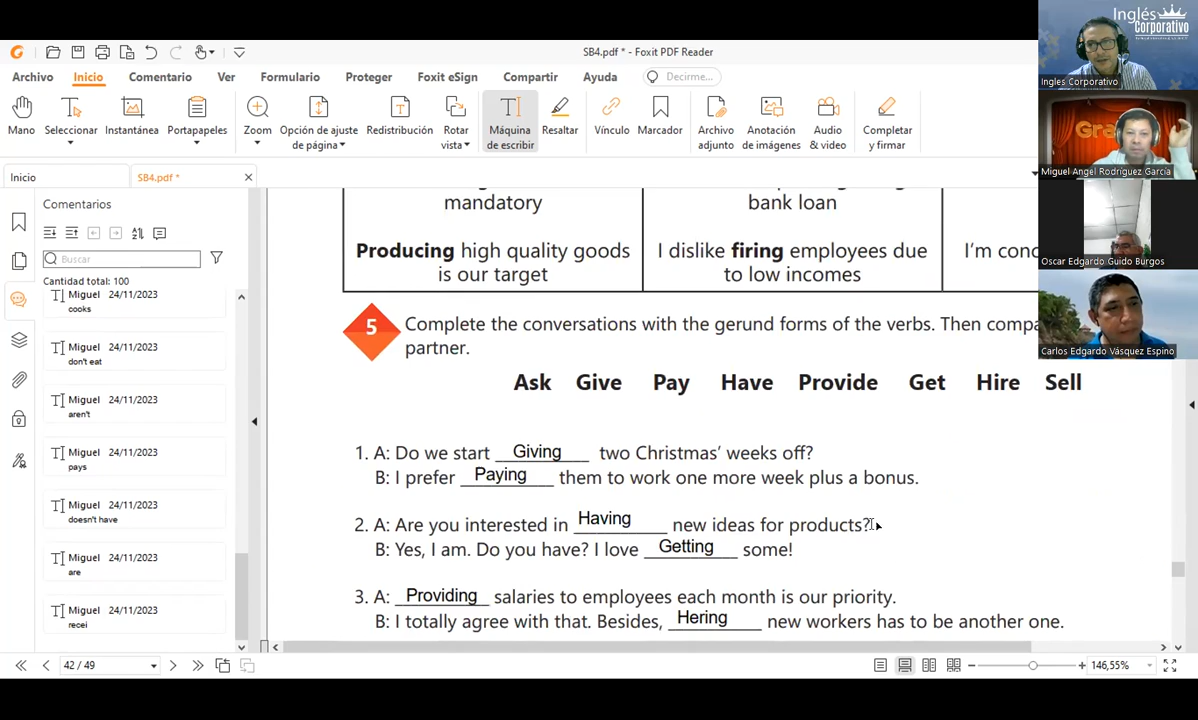 SB4.pdf * - Foxit PDF Reader
Archivo Inicio Comentario Ver Formulario Proteger Foxit eSign Compartir Ayuda Decirme...
Mano Seleccionar Instantánea Portapapeles Zoom Opción de ajuste de página Redistribución Rotar vista Máquina de escribir Resaltar Vínculo Marcador Archivo adjunto Anotación de imágenes Audio & video Completar y firmar
Inicio SB4.pdf *
Comentarios
Buscar
Cantidad total: 100
Miguel 24/11/2023
cooks
Miguel 24/11/2023
don't eat
Miguel 24/11/2023
aren't
Miguel 24/11/2023
pays
Miguel 24/11/2023
doesn't have
Miguel 24/11/2023
are
Miguel 24/11/2023
recei
mandatory
bank loan
Producing high quality goods
is our target
I dislike firing employees due
to low incomes
I'm conc
5
Complete the conversations with the gerund forms of the verbs. Then compa
partner.
Ask Give Pay Have Provide Get Hire Sell
1. A: Do we start Giving two Christmas' weeks off?
B: I prefer Paying them to work one more week plus a bonus.
2. A: Are you interested in Having new ideas for products?
B: Yes, I am. Do you have? I love Getting some!
3. A: Providing salaries to employees each month is our priority.
B: I totally agree with that. Besides, Hering new workers has to be another one.
42 / 49
146,55%
Inglés
Corporativo
Ingles Corporativo
Gra
Miguel Angel Rodríguez García
Oscar Edgardo Guido Burgos
Carlos Edgardo Vásquez Espino